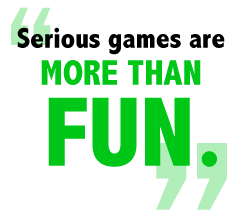 “Serious games are
MORE THAN
FUN.”